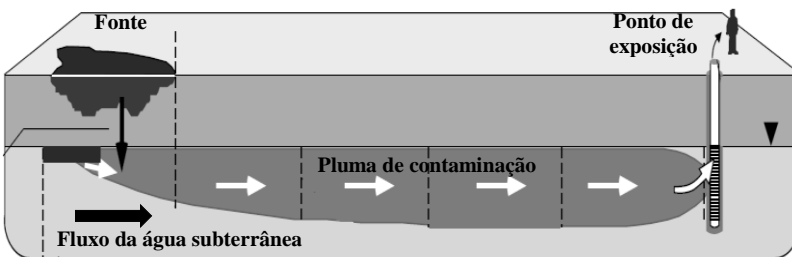 Fonte
Ponto de
exposição
Pluma de contaminação
Fluxo da água subterrânea